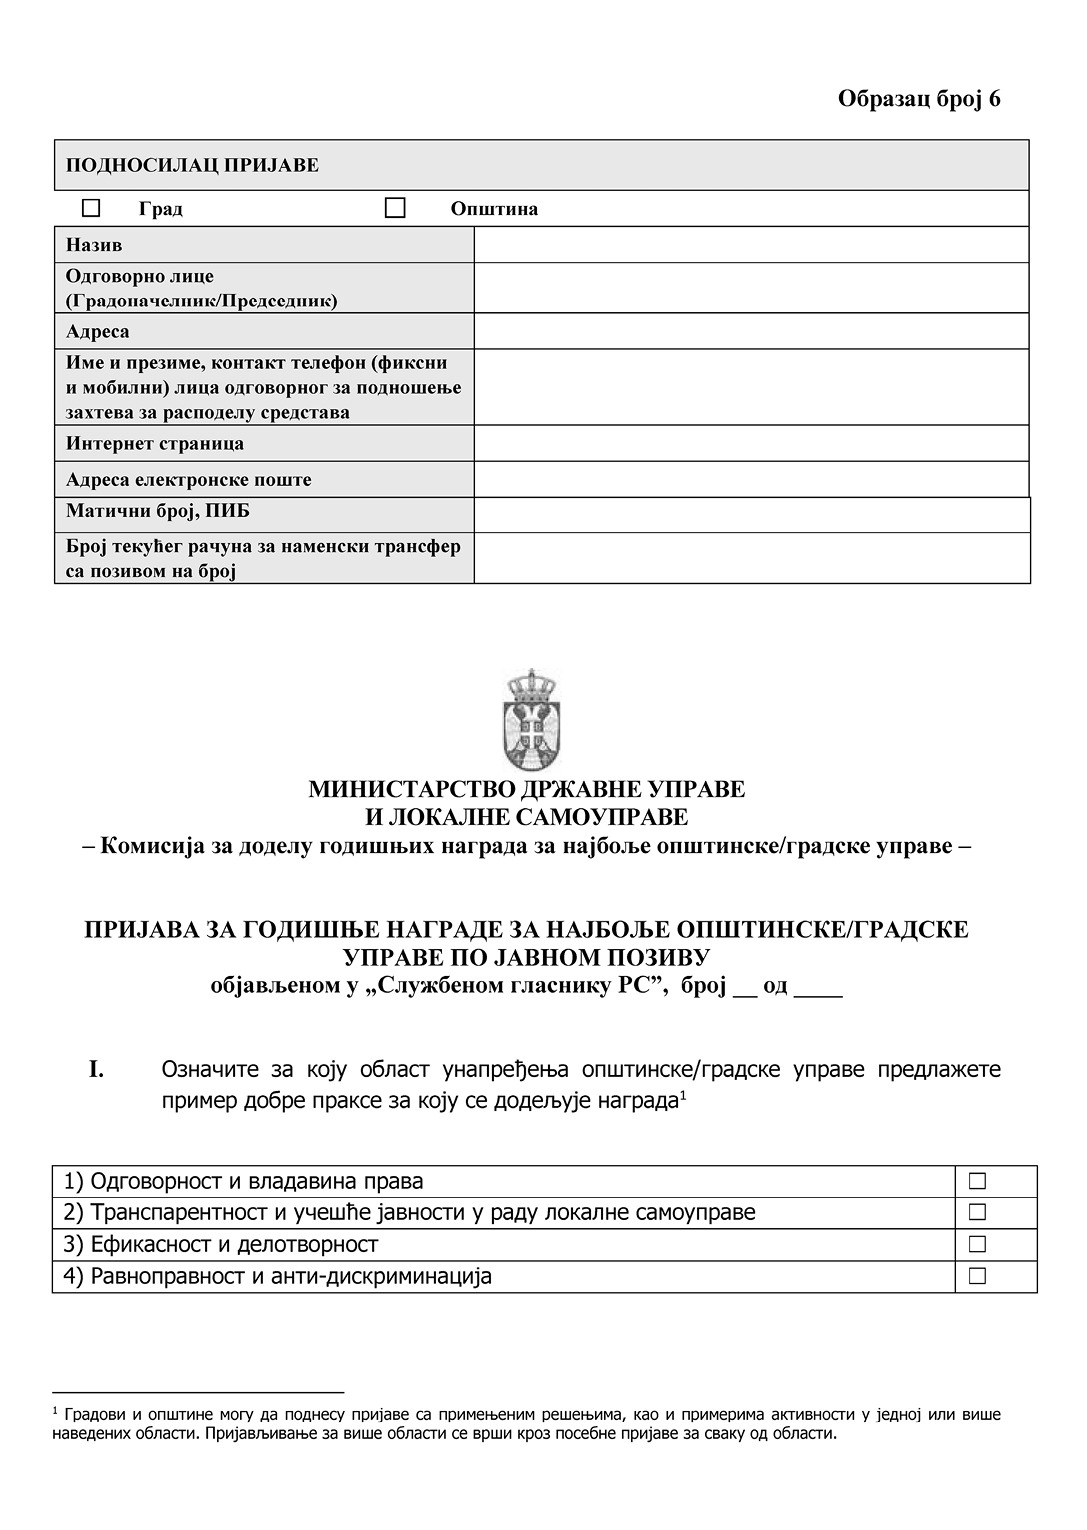 Образац број 6
ПОДНОСИЛАЦ ПРИЈАВЕ
☐ Град ☐ Општина
Назив
Одговорно лице
(Градоначелник/Председник)
Адреса
Име и презиме, контакт телефон (фиксни
и мобилни) лица одговорног за подношење
захтева за расподелу средстава
Интернет страница
Адреса електронске поште
Матични број, ПИБ
Број текућег рачуна за наменски трансфер
са позивом на број
МИНИСТАРСТВО ДРЖАВНЕ УПРАВЕ
И ЛОКАЛНЕ САМОУПРАВЕ
– Комисија за доделу годишњих награда за најбоље општинске/градске управе –
ПРИЈАВА ЗА ГОДИШЊЕ НАГРАДЕ ЗА НАЈБОЉЕ ОПШТИНСКЕ/ГРАДСКЕ
УПРАВЕ ПО ЈАВНОМ ПОЗИВУ
објављеном у „Службеном гласнику РС”, број __ од ____
I. Означите за коју област унапређења општинске/градске управе предлажете
пример добре праксе за коју се додељује награда¹
1) Одговорност и владавина права ☐
2) Транспарентност и учешће јавности у раду локалне самоуправе ☐
3) Ефикасност и делотворност ☐
4) Равноправност и анти-дискриминација ☐
¹ Градови и општине могу да поднесу пријаве са примењеним решењима, као и примерима активности у једној или више
наведених области. Пријављивање за више области се врши кроз посебне пријаве за сваку од области.